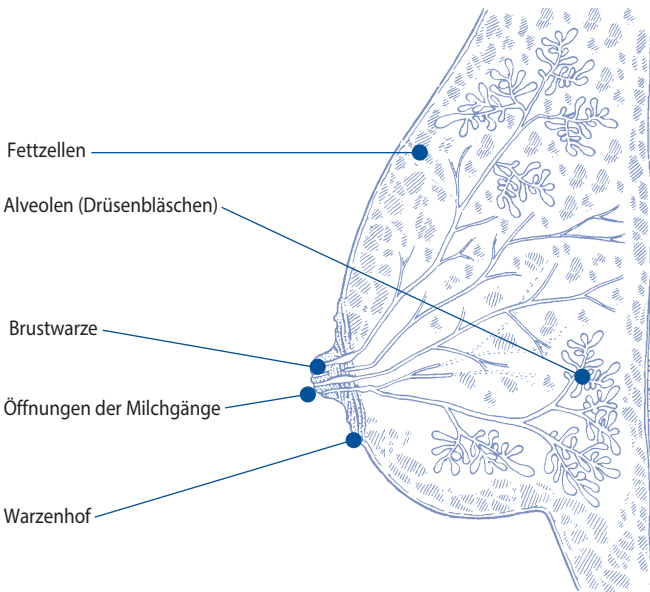 Fettzellen
Alveolen (Drüsenbläschen)
Brustwarze
Öffnungen der Milchgänge
Warzenhof